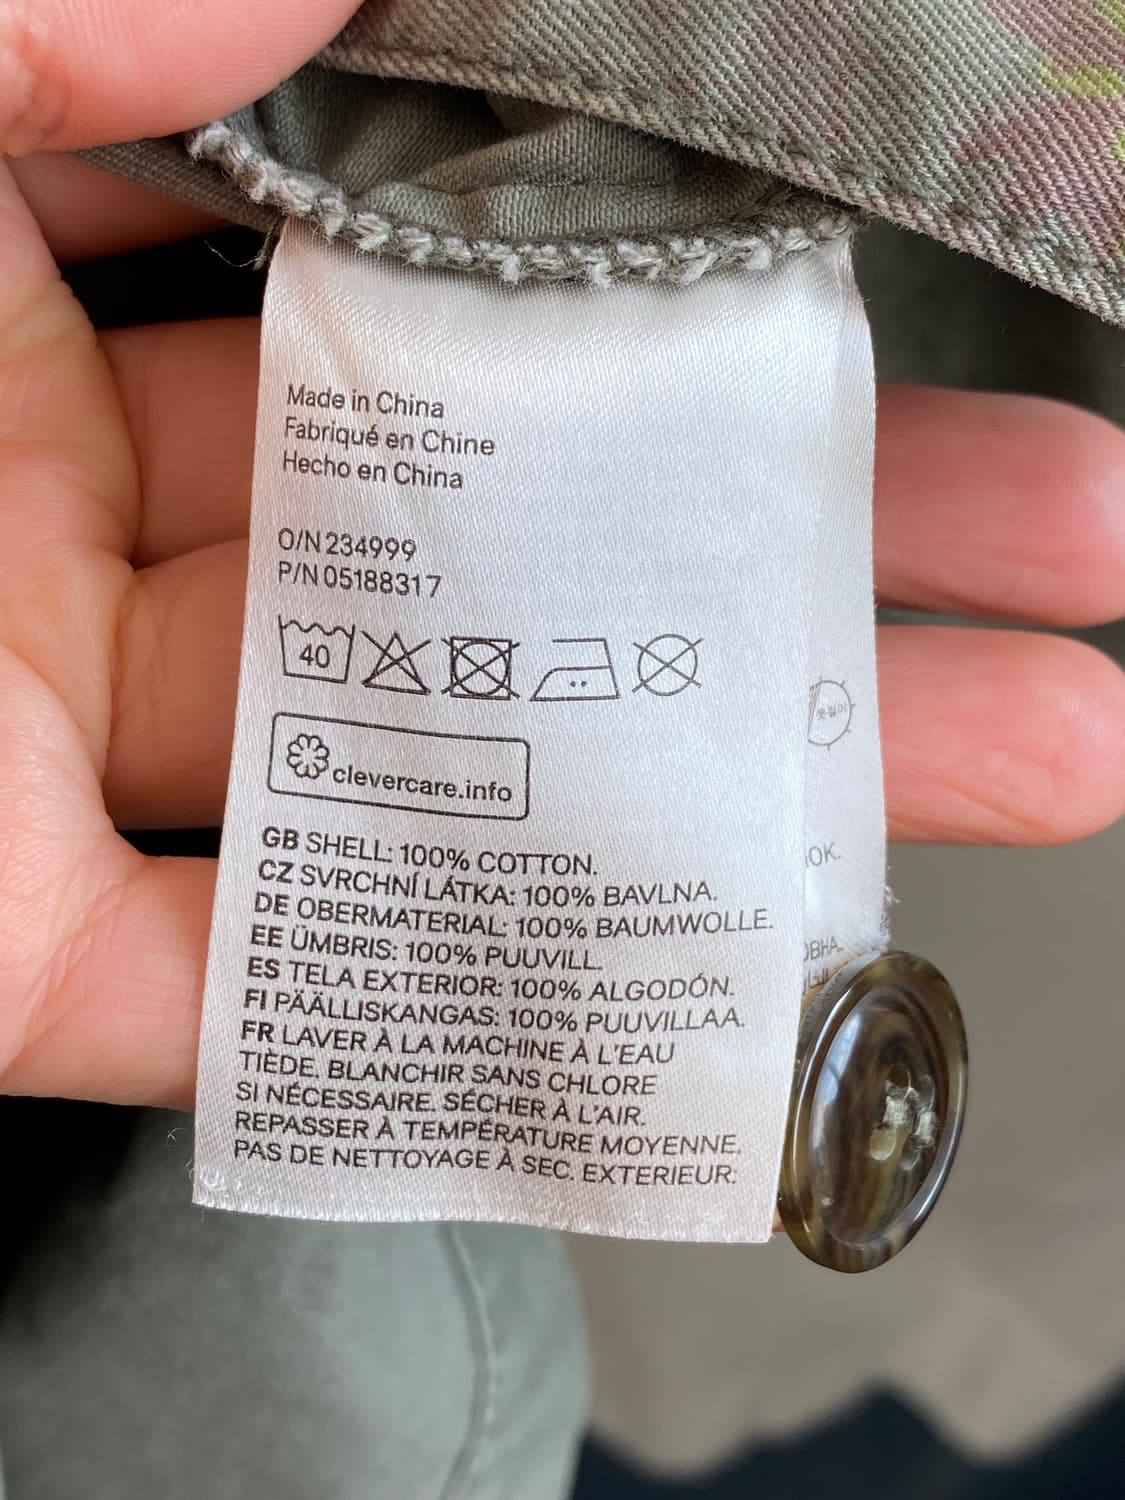 Made in China
Fabriqué en Chine
Hecho en China
O/N 234999
P/N 05188317
40
clevercare.info
GB SHELL: 100% COTTON.
CZ SVRCHNÍ LÁTKA: 100% BAVLNA.
DE OBERMATERIAL: 100% BAUMWOLLE.
EE ÜMBRIS: 100% PUUVILL.
ES TELA EXTERIOR: 100% ALGODÓN.
FI PÄÄLLISKANGAS: 100% PUUVILLAA.
FR LAVER À LA MACHINE À L'EAU
TIÈDE. BLANCHIR SANS CHLORE
SI NÉCESSAIRE. SÉCHER À L'AIR.
REPASSER À TEMPÉRATURE MOYENNE.
PAS DE NETTOYAGE À SEC. EXTERIEUR: